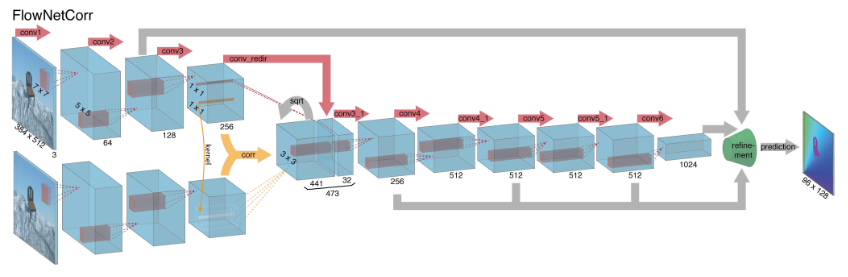 FlowNetCorr
conv1
conv2
conv3
conv_redir
sqrt
conv3_1
conv4
conv4_1
conv5
conv5_1
conv6
7 x 7
5 x 5
1 x 1
1 x 1
3 x 3
384 x 512
3
64
128
256
kernel
corr
441
32
473
256
512
512
512
512
1024
refine-
ment
prediction
96 x 128